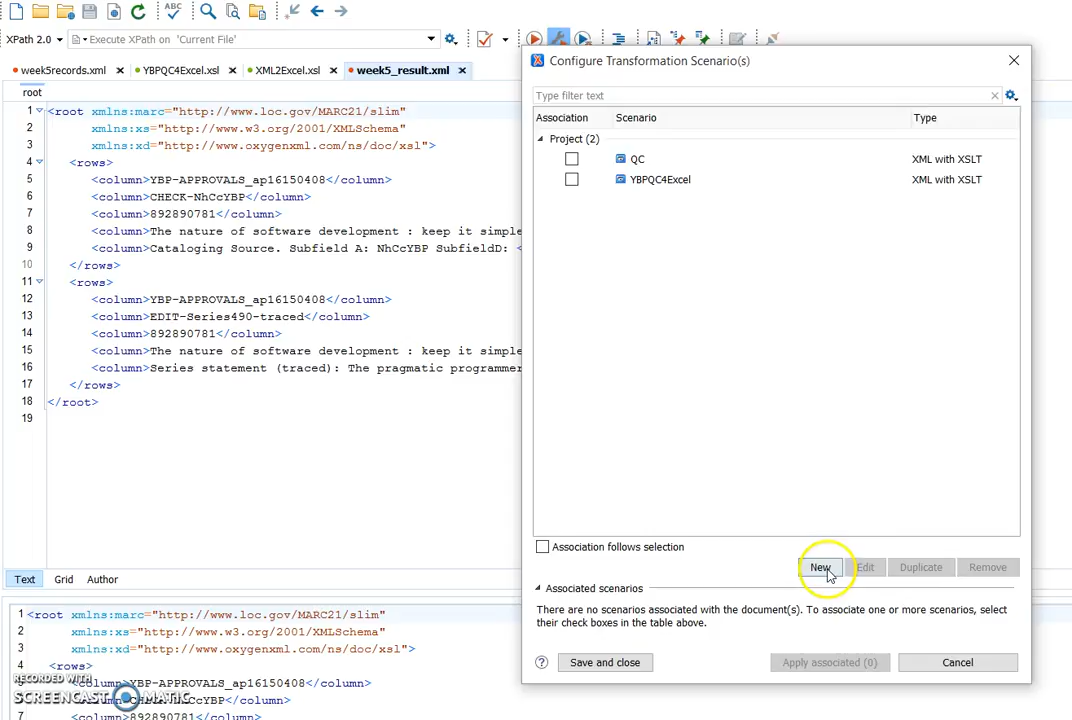 ABC
XPath 2.0 Execute XPath on 'Current File'
week5records.xml YBPQC4Excel.xsl XML2Excel.xsl week5_result.xml
root
1 <root xmlns:marc="http://www.loc.gov/MARC21/slim"
2 xmlns:xs="http://www.w3.org/2001/XMLSchema"
3 xmlns:xd="http://www.oxygenxml.com/ns/doc/xsl">
4 <rows>
5 <column>YBP-APPROVALS_ap16150408</column>
6 <column>CHECK-NhCcYBP</column>
7 <column>892890781</column>
8 <column>The nature of software development : keep it simple
9 <column>Cataloging Source. Subfield A: NhCcYBP SubfieldD: <
10 </rows>
11 <rows>
12 <column>YBP-APPROVALS_ap16150408</column>
13 <column>EDIT-Series490-traced</column>
14 <column>892890781</column>
15 <column>The nature of software development : keep it simple
16 <column>Series statement (traced): The pragmatic programmer
17 </rows>
18 </root>
19
Text Grid Author
1 <root xmlns:marc="http://www.loc.gov/MARC21/slim"
2 xmlns:xs="http://www.w3.org/2001/XMLSchema"
3 xmlns:xd="http://www.oxygenxml.com/ns/doc/xsl">
4 <rows>
<column>YBP-APPROVALS_ap16150408</column>
7 <column>892890781</column>
RECORDED WITH
SCREENCAST MATIC
Configure Transformation Scenario(s)
Type filter text
Association Scenario Type
Project (2)
QC XML with XSLT
YBPQC4Excel XML with XSLT
Association follows selection
New Edit Duplicate Remove
Associated scenarios
There are no scenarios associated with the document(s). To associate one or more scenarios, select
their check boxes in the table above.
? Save and close Apply associated (0) Cancel